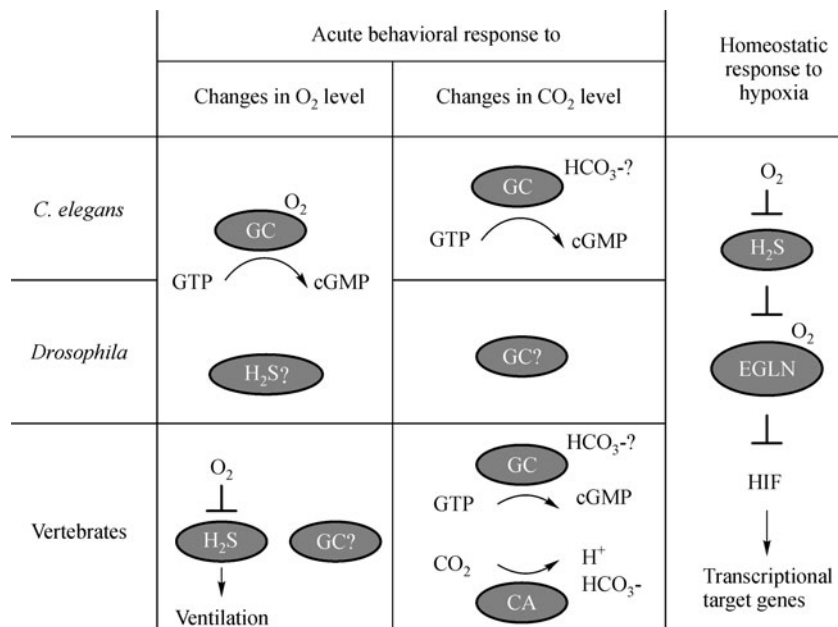 Acute behavioral response to
Homeostatic
response to
hypoxia
Changes in O₂ level
Changes in CO₂ level
C. elegans
O₂
GC
GTP
cGMP
HCO₃-?
GC
GTP
cGMP
O₂
H₂S
Drosophila
H₂S?
GC?
O₂
EGLN
Vertebrates
O₂
H₂S
GC?
Ventilation
HCO₃-?
GC
GTP
cGMP
CO₂
H⁺
HCO₃-
CA
HIF
Transcriptional
target genes